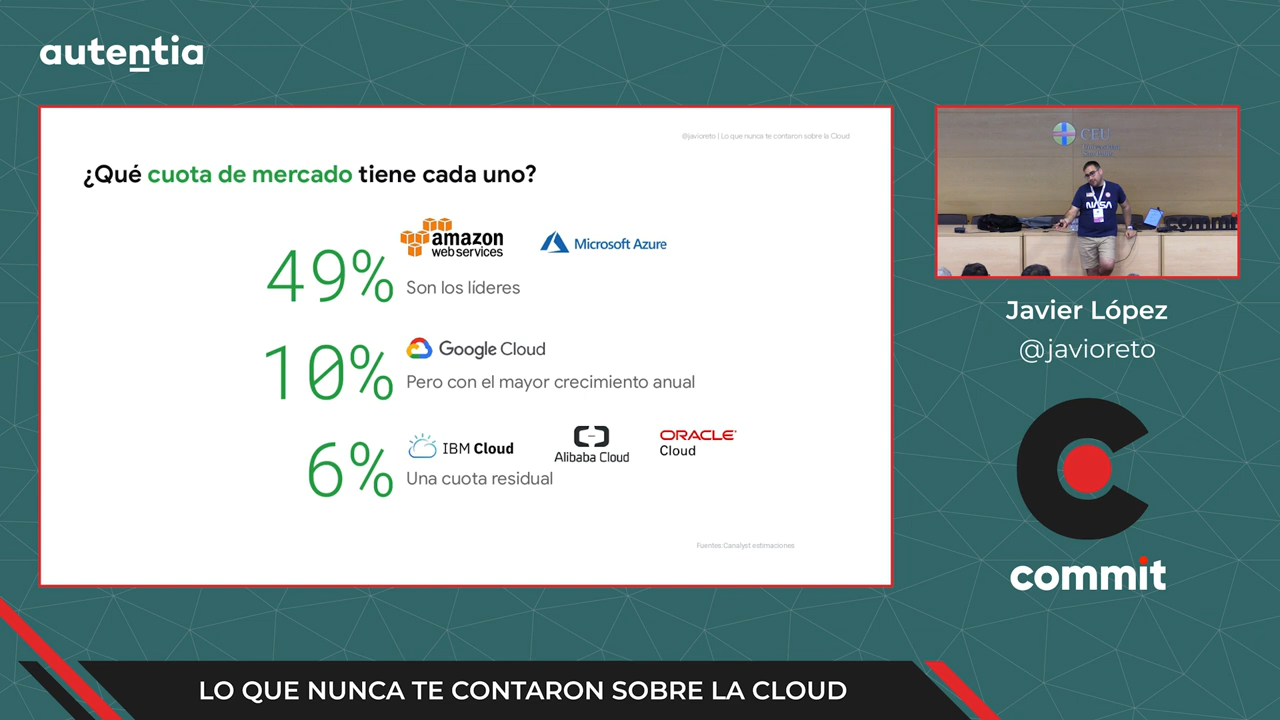 autentia
@javioreto | Lo que nunca te contaron sobre la Cloud
¿Qué cuota de mercado tiene cada uno?
49%
amazon
webservices
Microsoft Azure
Son los líderes
10%
Google Cloud
Pero con el mayor crecimiento anual
6%
IBM Cloud
Alibaba Cloud
ORACLE
Cloud
Una cuota residual
Fuentes:Canalyst estimaciones
CEU
NASA
Javier López
@javioreto
commit
LO QUE NUNCA TE CONTARON SOBRE LA CLOUD